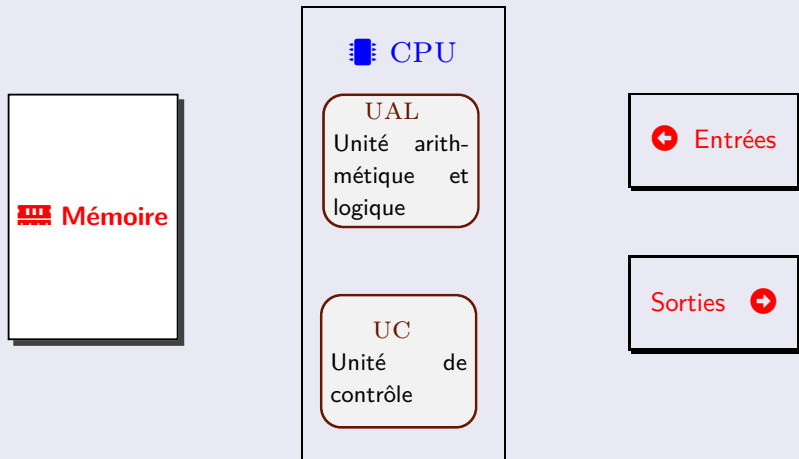 CPU
UAL
Unité arith-
métique et
logique
Mémoire
UC
Unité de
contrôle
Entrées
Sorties